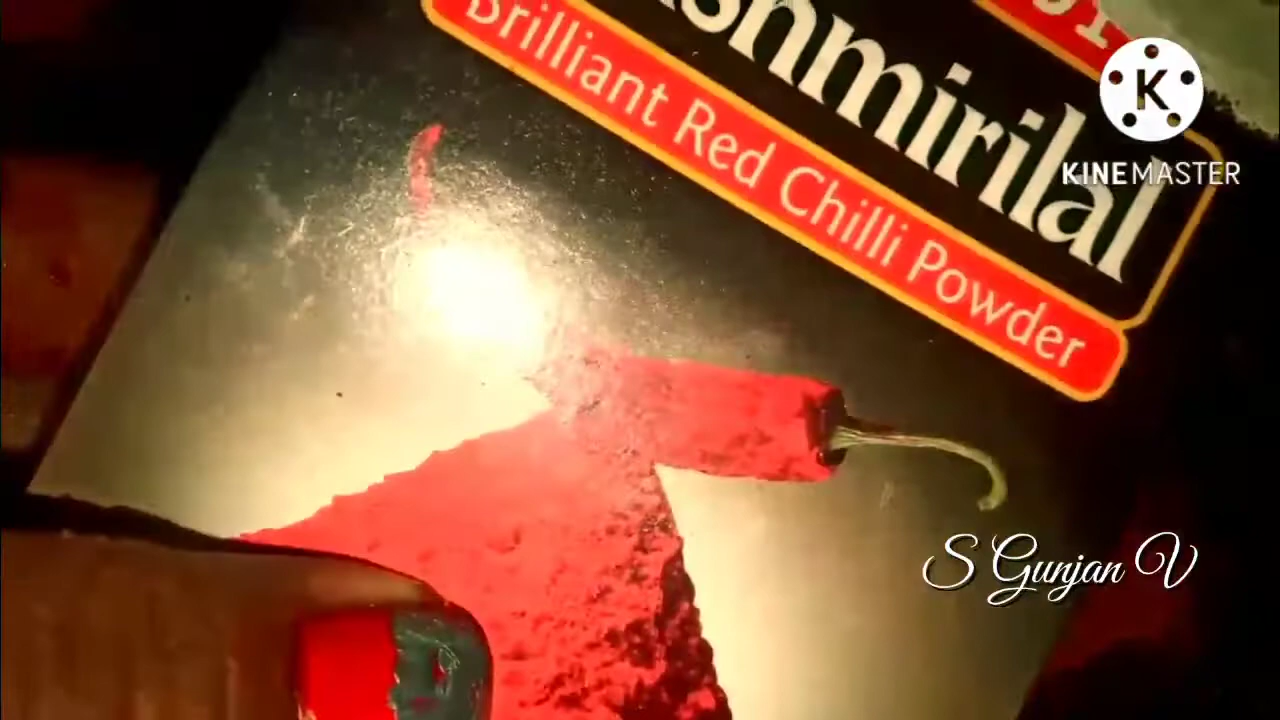 Kashmirilal
Brilliant Red Chilli Powder
K
KINEMASTER
S Gunjan V